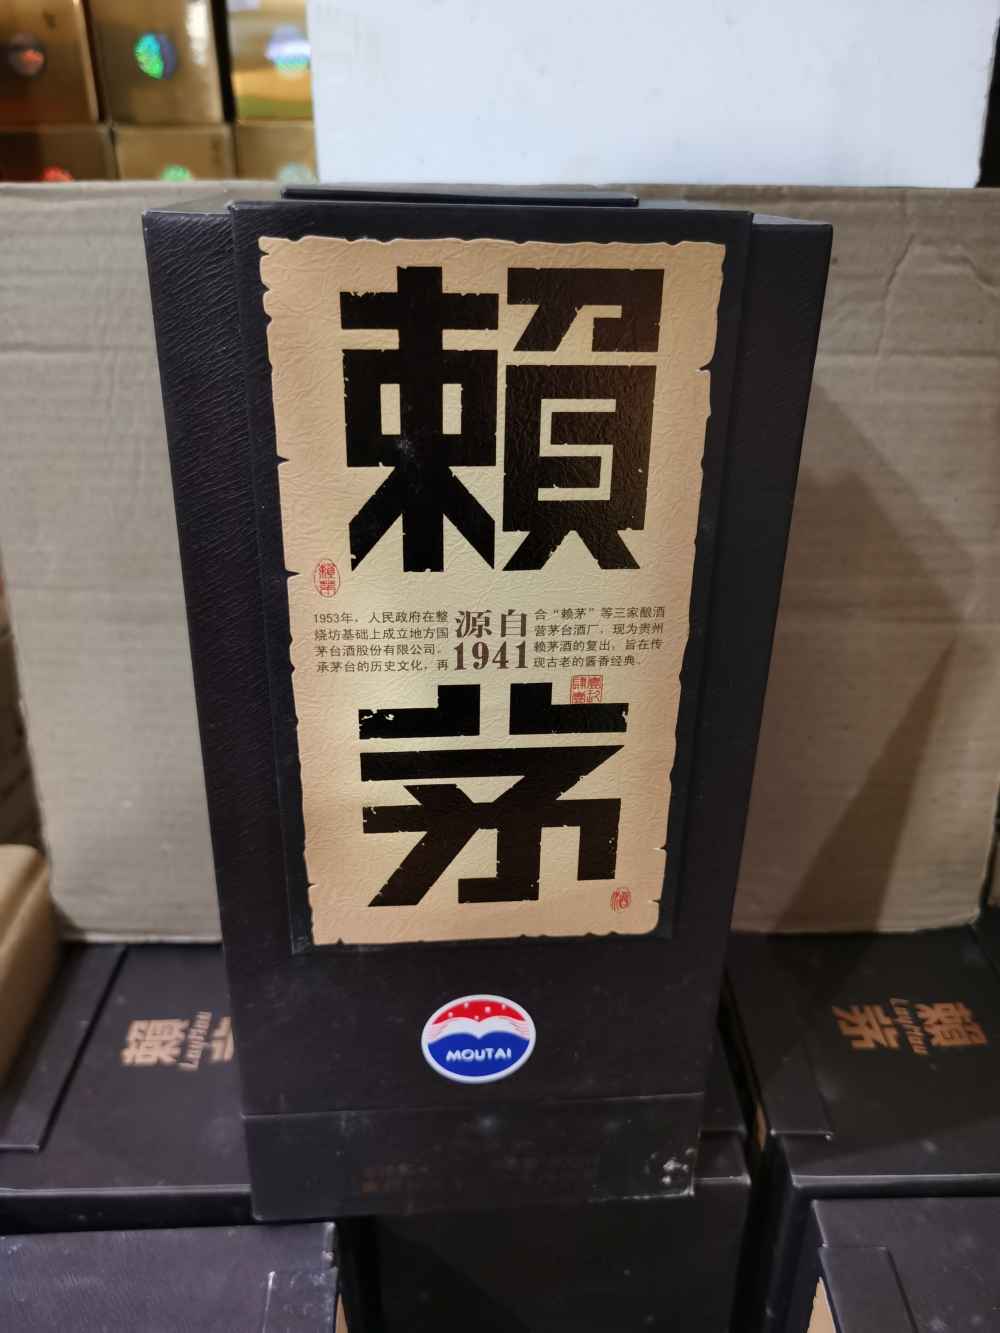 賴
1953年，人民政府在整 源自 合“赖茅”等三家酿酒
烧坊基础上成立地方国 1941 营茅台酒厂，现为贵州
茅台酒股份有限公司。 赖茅酒的复出，旨在传
承茅台的历史文化，再 现古老的酱香经典。
茅
MOUTAI
賴
賴茅